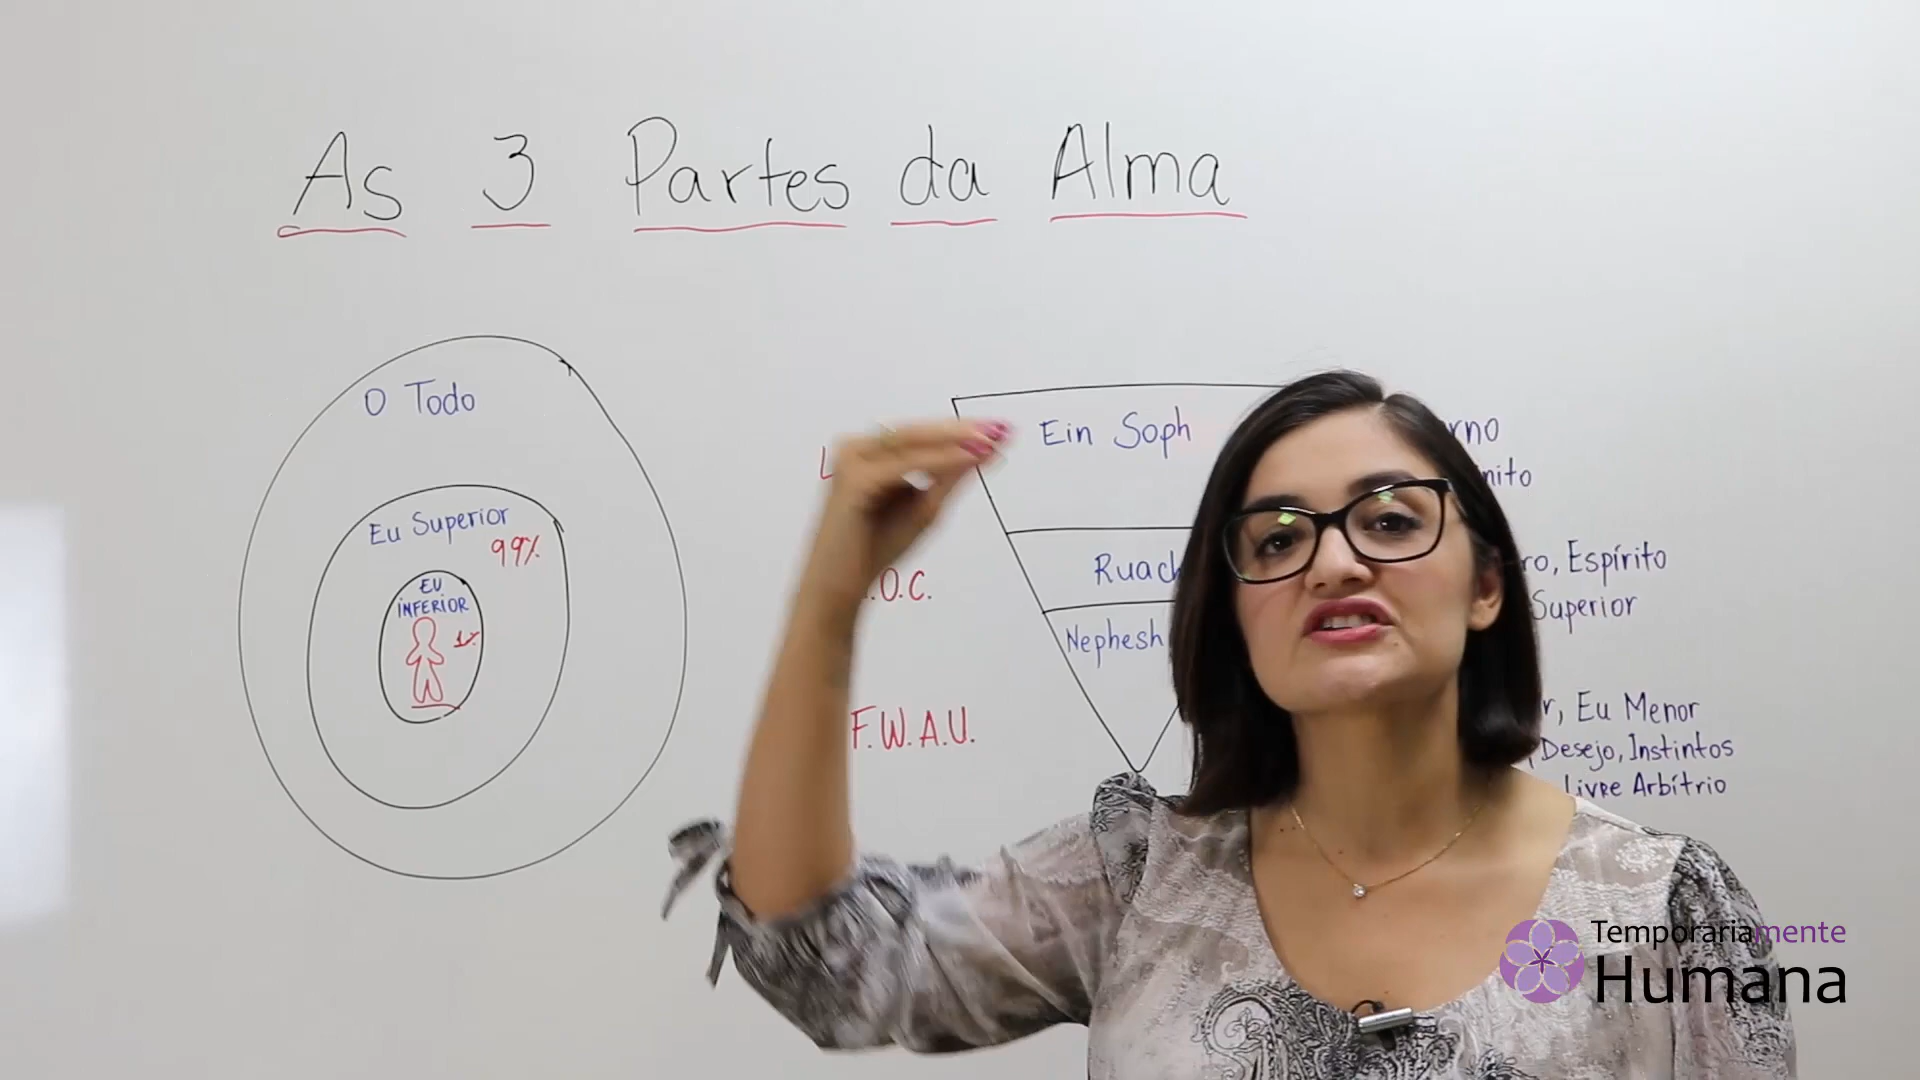 As 3 Partes da Alma
O Todo
Eu Superior
99%
EU
INFERIOR
1%
Ein Soph
Ruach
Nephesh
O.C.
F.W.A.U.
Espírito
Superior
Eu Menor
Desejo, Instintos
Livre Arbítrio
Temporariamente
Humana